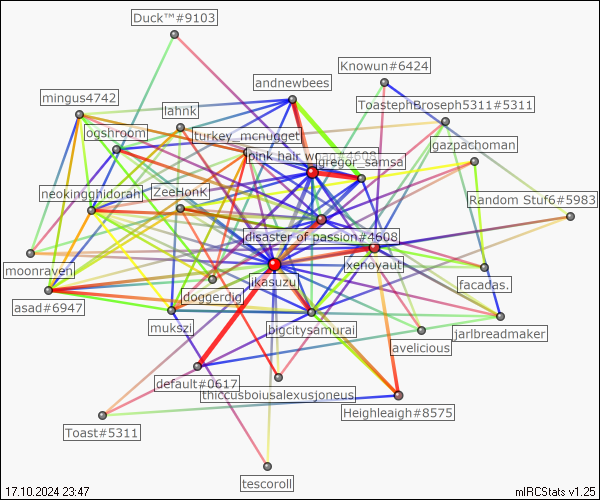 Duck™#9103
Knowun#6424
andnewbees
mingus4742
ToastephBroseph5311#5311
lahnk
ogshroom
turkey_mcnugget
gazpachoman
pink hair
#4608
gregor_samsa
neokingghidorah
ZeeHonK
Random Stuf6#5983
disaster of passion#4608
moonraven
xenoyaut
ikasuzu
doggerdig
facadas.
asad#6947
mukszi
bigcitysamurai
jarlbreadmaker
avelicious
default#0617
thiccusboiusalexusjoneus
Heighleaigh#8575
Toast#5311
tescoroll
17.10.2024 23:47
mIRCStats v1.25